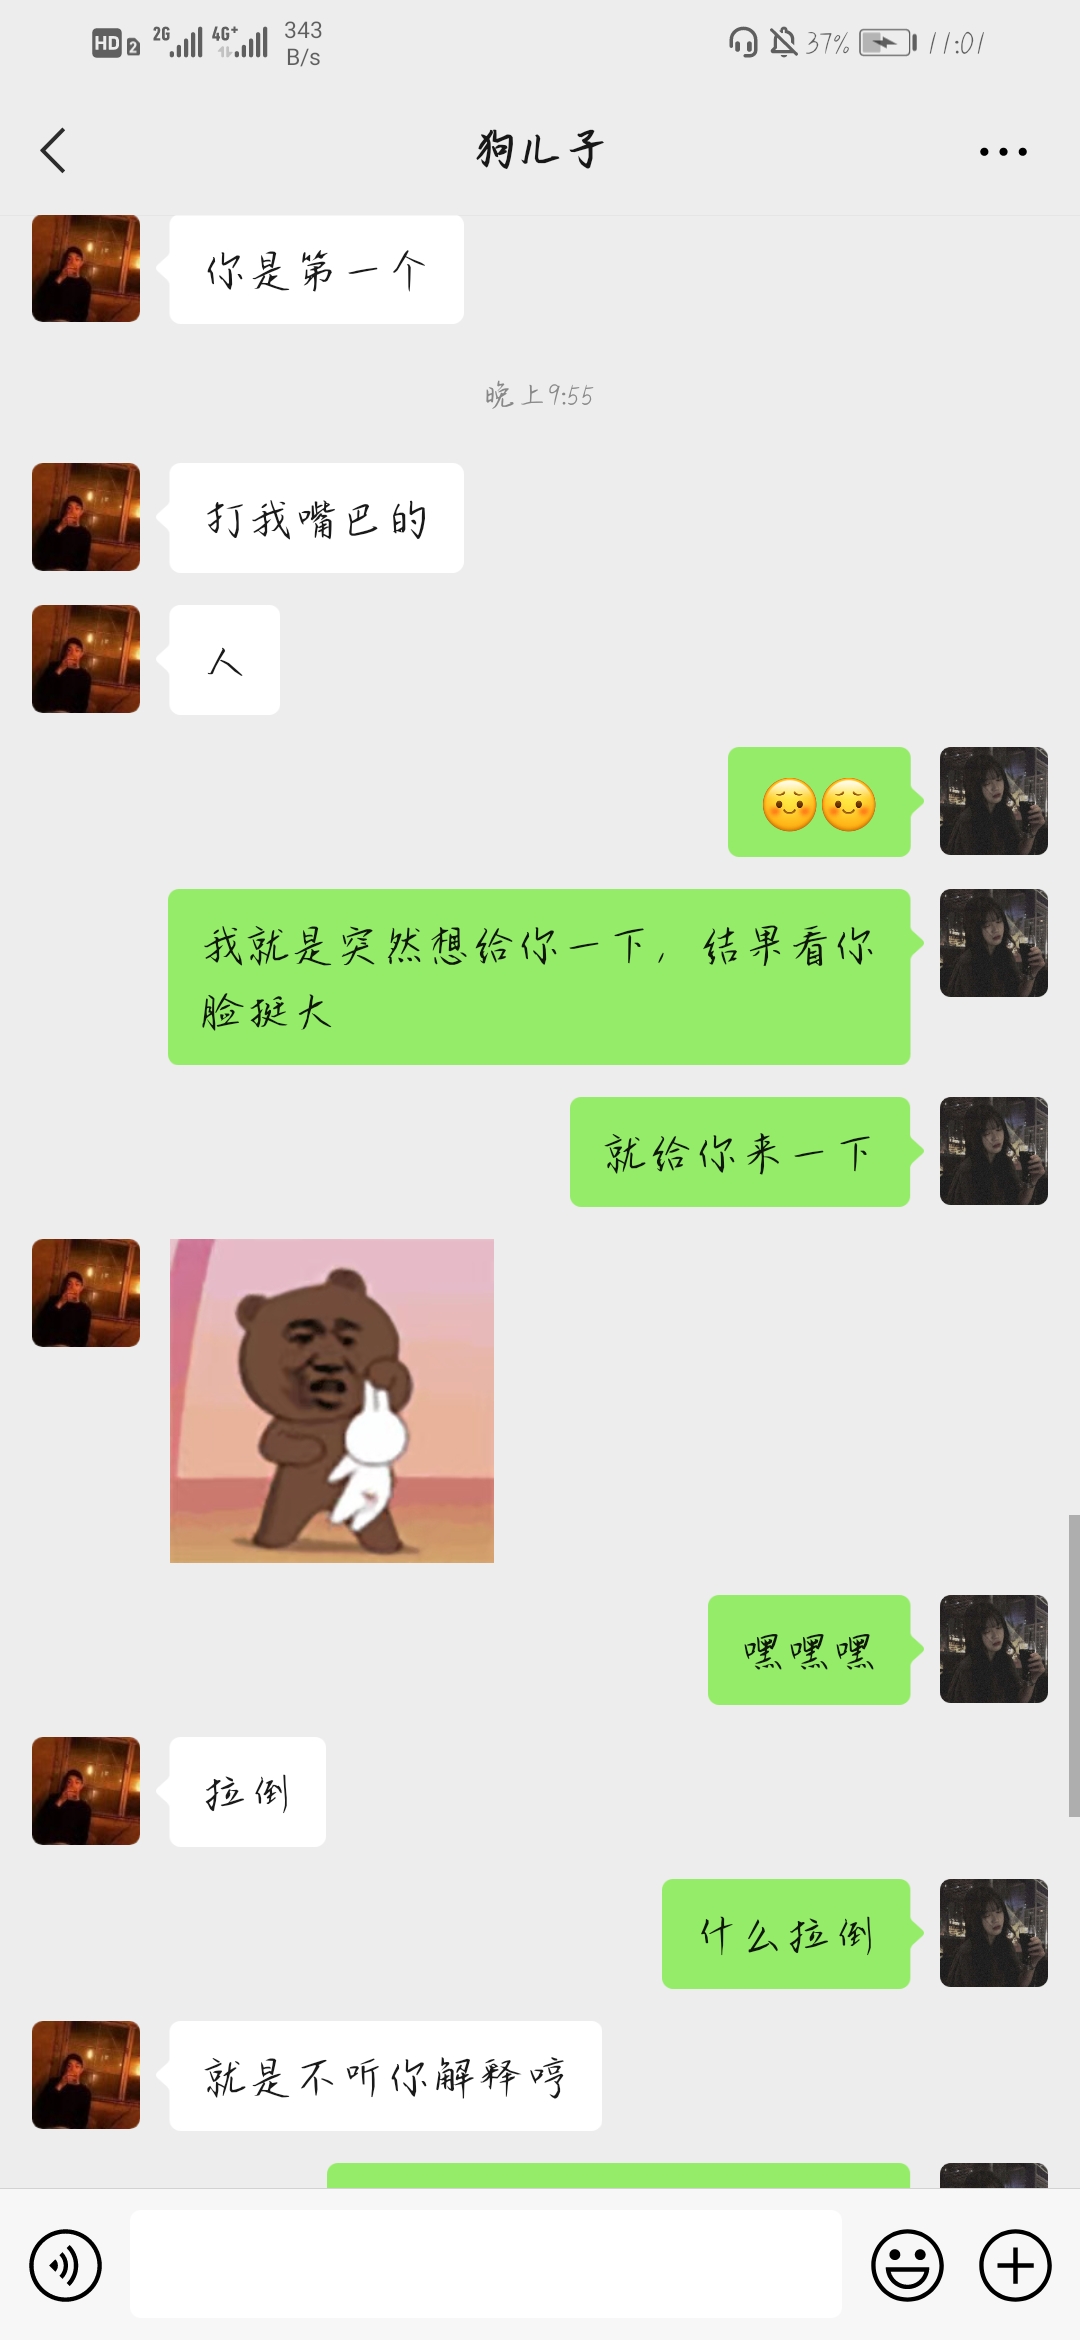 HD 2 2G 4G+ 343 B/s 37% 11:01
狗儿子
你是第一个
晚上9:55
打我嘴巴的
人
我就是突然想给你一下，结果看你
脸挺大
就给你来一下
嘿嘿嘿
拉倒
什么拉倒
就是不听你解释哼